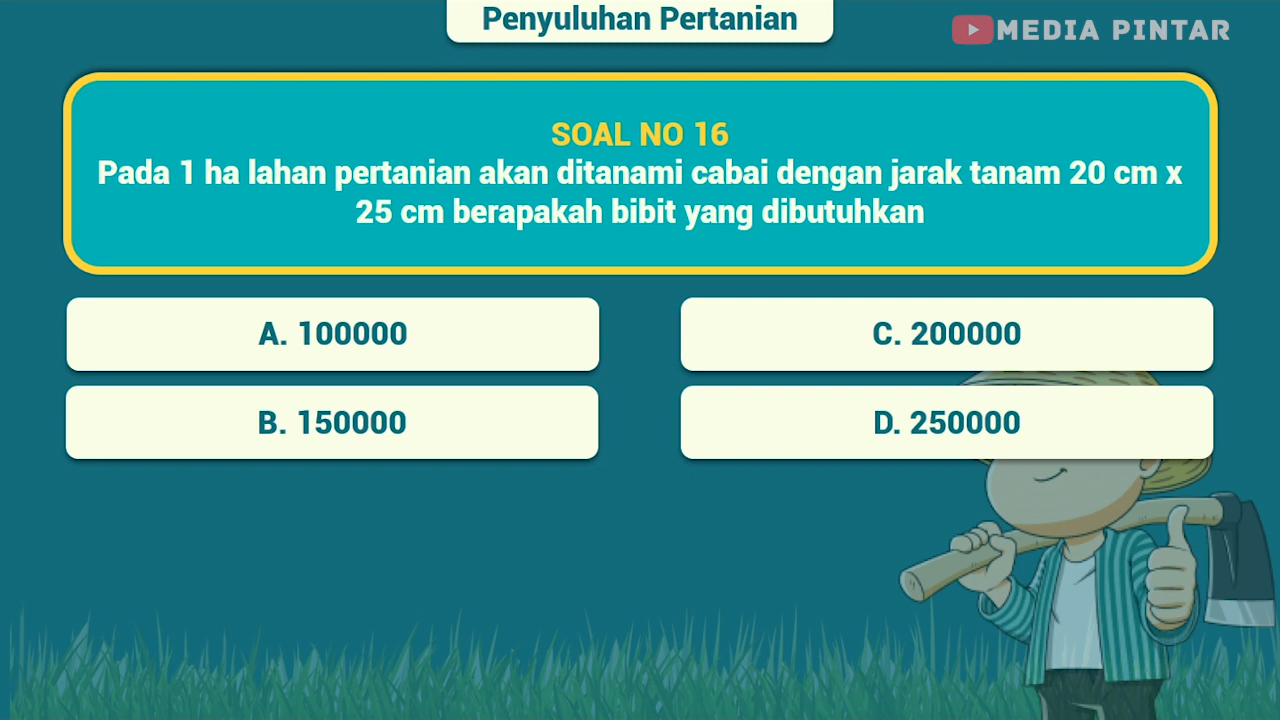 Penyuluhan Pertanian
MEDIA PINTAR
SOAL NO 16
Pada 1 ha lahan pertanian akan ditanami cabai dengan jarak tanam 20 cm x
25 cm berapakah bibit yang dibutuhkan
A. 100000
B. 150000
C. 200000
D. 250000